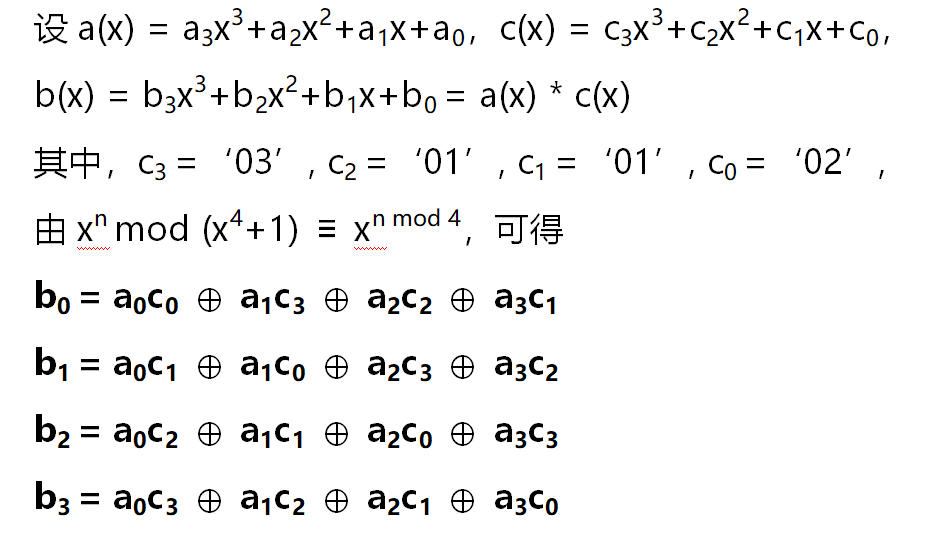 设 a(x) = a₃x³+a₂x²+a₁x+a₀，c(x) = c₃x³+c₂x²+c₁x+c₀，
b(x) = b₃x³+b₂x²+b₁x+b₀ = a(x) * c(x)
其中，c₃ = ‘03’, c₂ = ‘01’, c₁ = ‘01’, c₀ = ‘02’，
由 xⁿ mod (x⁴+1) ≡ xⁿ ᵐᵒᵈ ⁴，可得
b₀ = a₀c₀ ⊕ a₁c₃ ⊕ a₂c₂ ⊕ a₃c₁
b₁ = a₀c₁ ⊕ a₁c₀ ⊕ a₂c₃ ⊕ a₃c₂
b₂ = a₀c₂ ⊕ a₁c₁ ⊕ a₂c₀ ⊕ a₃c₃
b₃ = a₀c₃ ⊕ a₁c₂ ⊕ a₂c₁ ⊕ a₃c₀